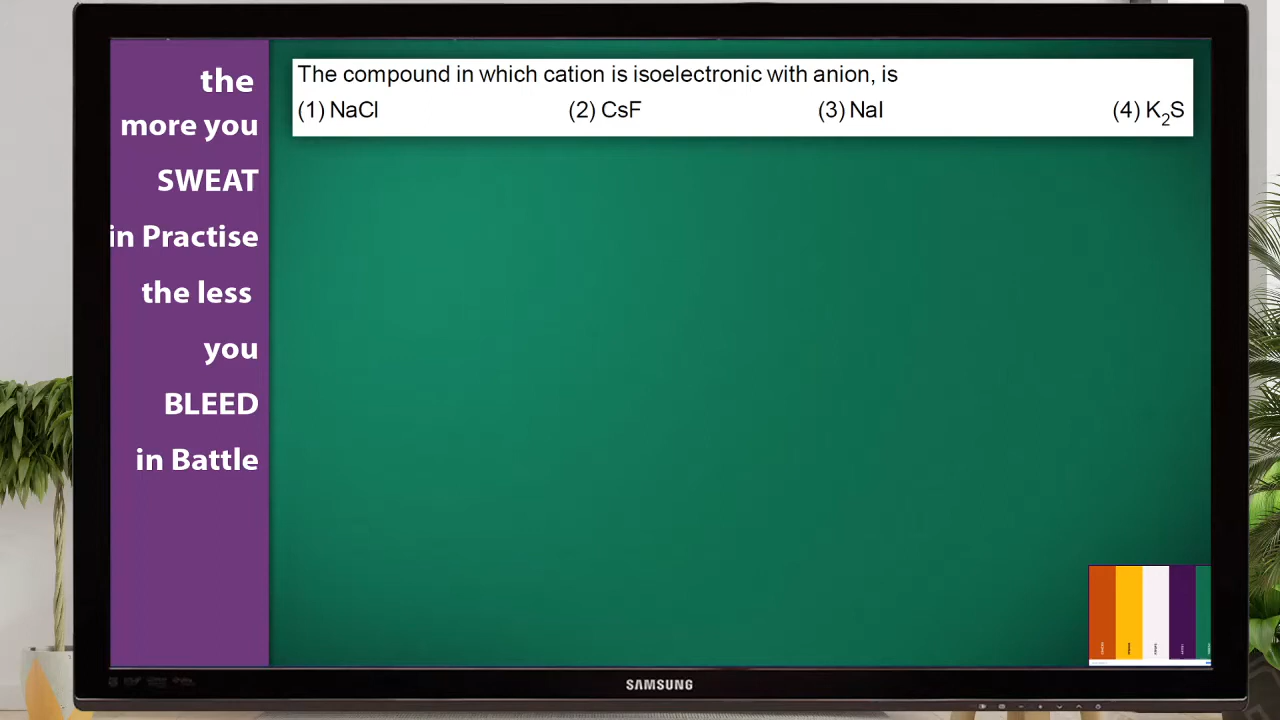 the
more you
SWEAT
in Practise
the less
you
BLEED
in Battle
The compound in which cation is isoelectronic with anion, is
(1) NaCl (2) CsF (3) NaI (4) K₂S
SAMSUNG